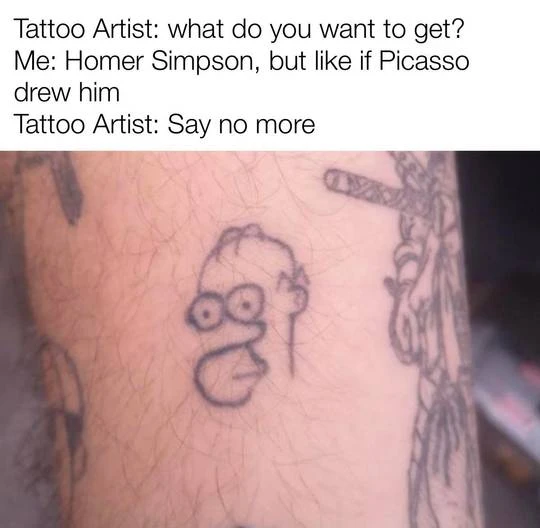 Tattoo Artist: what do you want to get?
Me: Homer Simpson, but like if Picasso
drew him
Tattoo Artist: Say no more